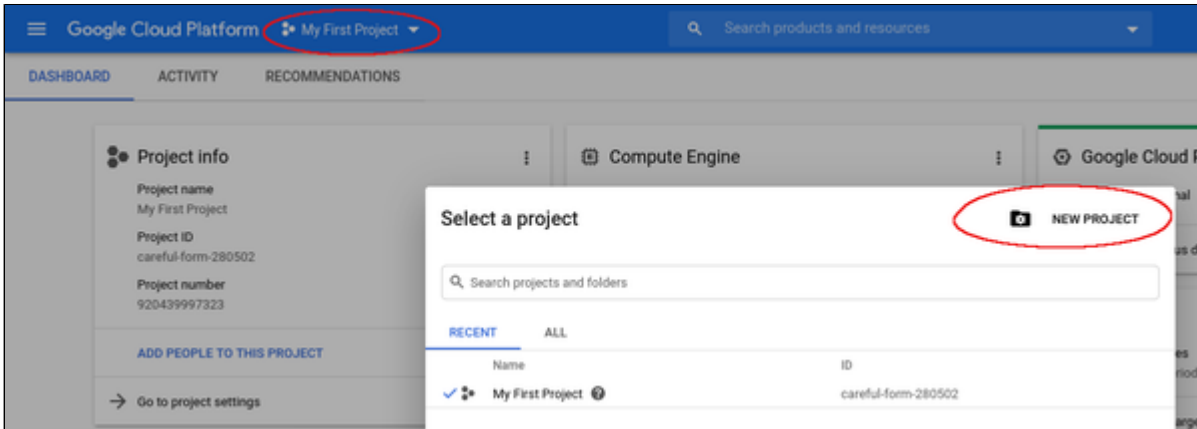 Google Cloud Platform My First Project Search products and resources
DASHBOARD ACTIVITY RECOMMENDATIONS
Project info
Project name
My First Project
Project ID
careful-form-280502
Project number
920439997323
ADD PEOPLE TO THIS PROJECT
Go to project settings
Compute Engine
Google Cloud
Select a project
NEW PROJECT
Search projects and folders
RECENT ALL
Name ID
My First Project careful-form-280502